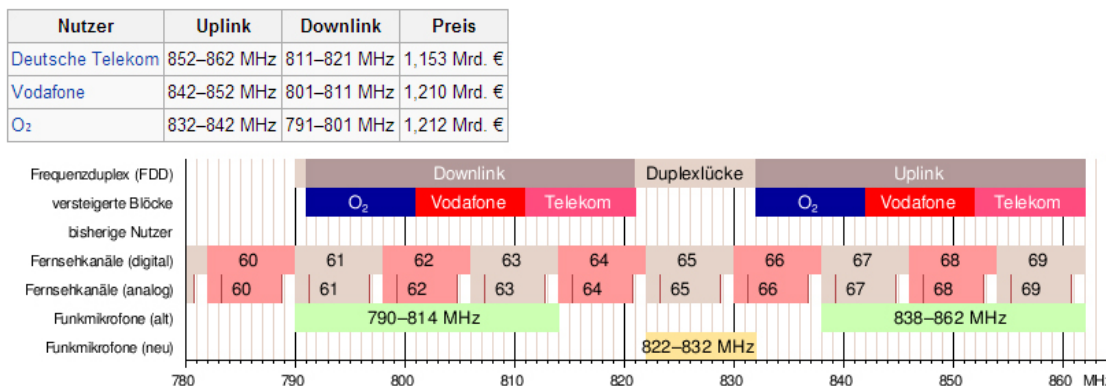 Nutzer Uplink Downlink Preis
Deutsche Telekom 852–862 MHz 811–821 MHz 1,153 Mrd. €
Vodafone 842–852 MHz 801–811 MHz 1,210 Mrd. €
O₂ 832–842 MHz 791–801 MHz 1,212 Mrd. €
Frequenzduplex (FDD) Downlink Duplexlücke Uplink
versteigerte Blöcke O₂ Vodafone Telekom O₂ Vodafone Telekom
bisherige Nutzer
Fernsehkanäle (digital) 60 61 62 63 64 65 66 67 68 69
Fernsehkanäle (analog) 60 61 62 63 64 65 66 67 68 69
Funkmikrofone (alt) 790–814 MHz 838–862 MHz
Funkmikrofone (neu) 822–832 MHz
780 790 800 810 820 830 840 850 860 MH